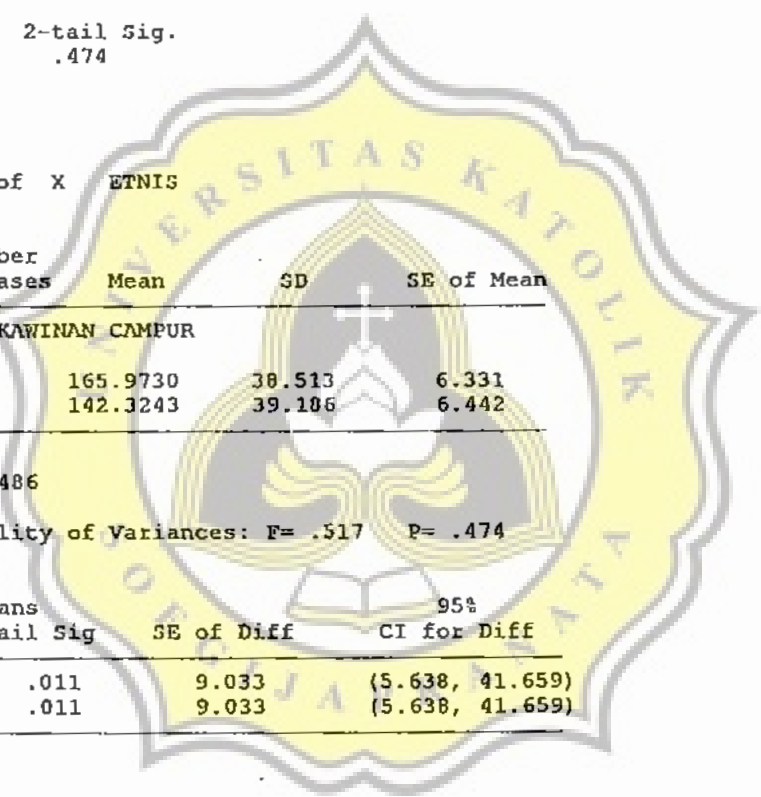 2-tail Sig.
.474
of X ETNIS
ber
ases Mean SD SE of Mean
KAWINAN CAMPUR
165.9730 38.513 6.331
142.3243 39.186 6.442
486
lity of Variances: F= .517 P= .474
ans 95%
ail Sig SE of Diff CI for Diff
.011 9.033 (5.638, 41.659)
.011 9.033 (5.638, 41.659)
UNIVERSITAS KATOLIK
SOEGIJAPRANATA